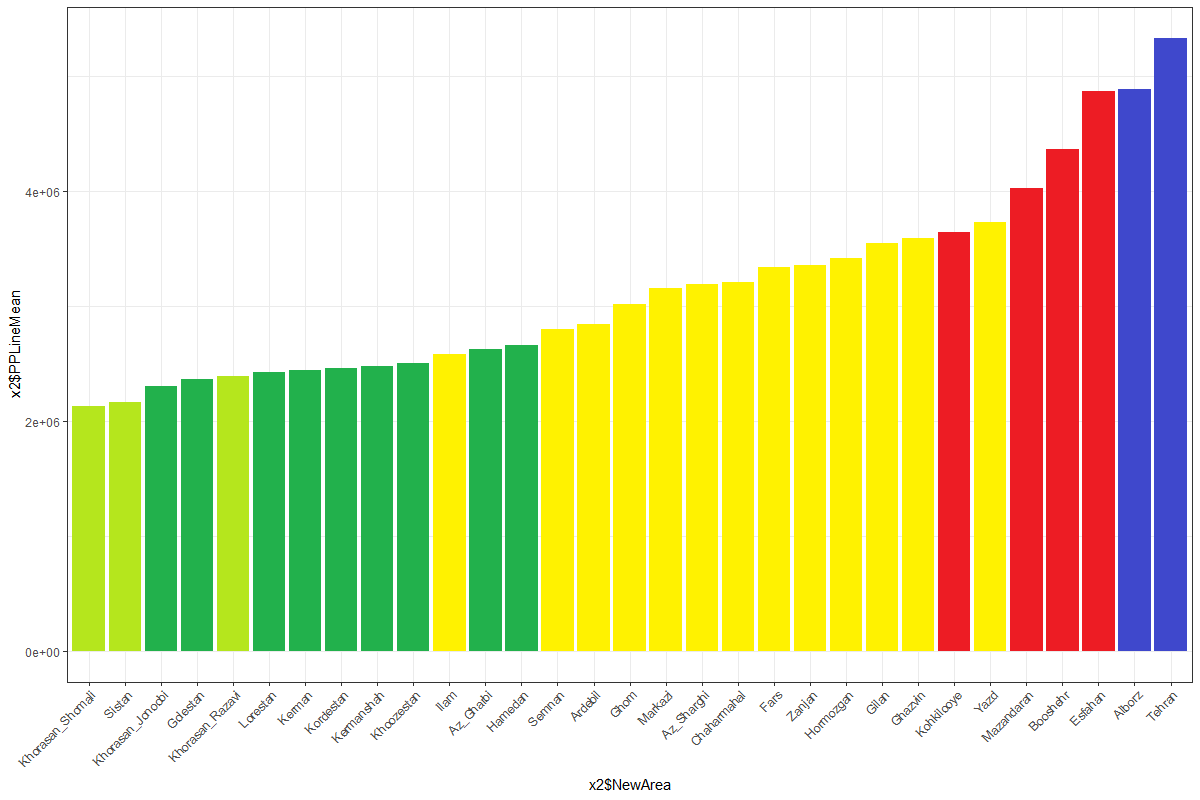 x2$PPLineMean
4e+06
2e+06
0e+00
Khorasan_Shomali
Sistan
Khorasan_Jonoobi
Golestan
Khorasan_Razavi
Lorestan
Kerman
Kordestan
Kermanshah
Khoozestan
Ilam
Az_Gharbi
Hamedan
Semnan
Ardebil
Ghom
Markazi
Az_Sharghi
Chaharmahal
Fars
Zanjan
Hormozgan
Gilan
Ghazvin
Kohkilooye
Yazd
Mazandaran
Booshehr
Esfahan
Alborz
Tehran
x2$NewArea